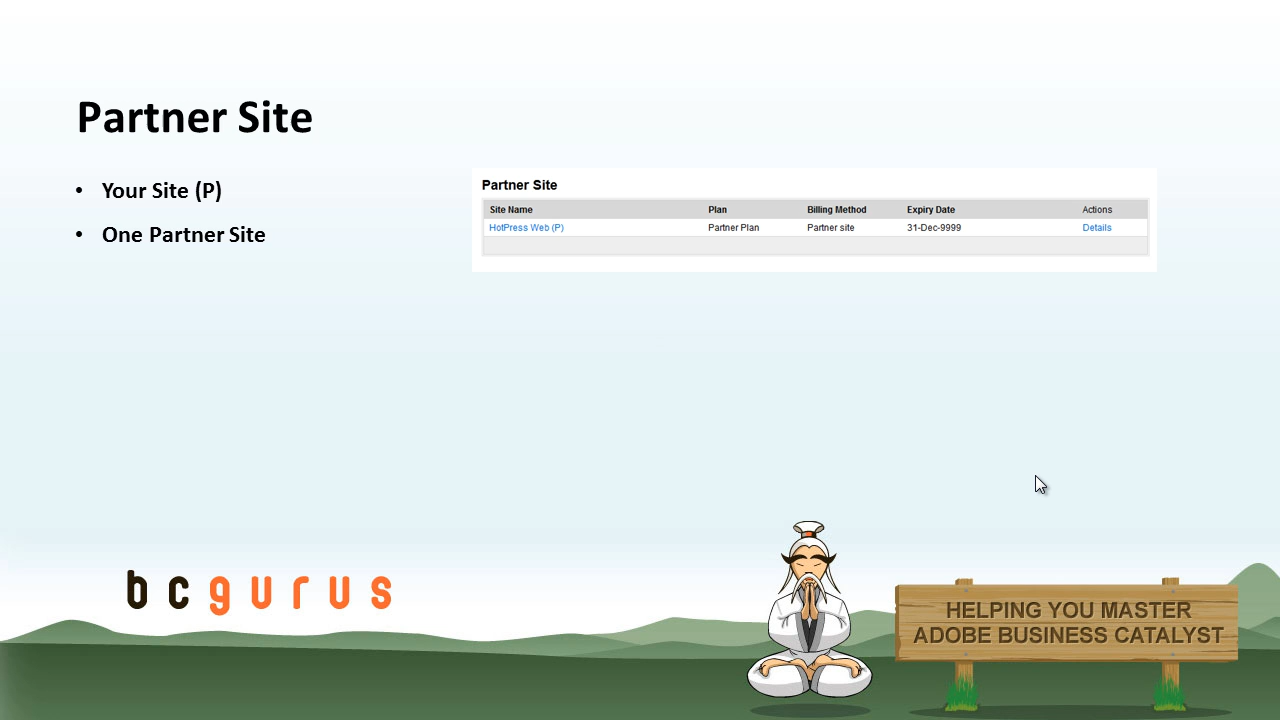 Partner Site
• Your Site (P)
• One Partner Site
Partner Site
Site Name Plan Billing Method Expiry Date Actions
HotPress Web (P) Partner Plan Partner site 31-Dec-9999 Details
bcgurus
HELPING YOU MASTER
ADOBE BUSINESS CATALYST